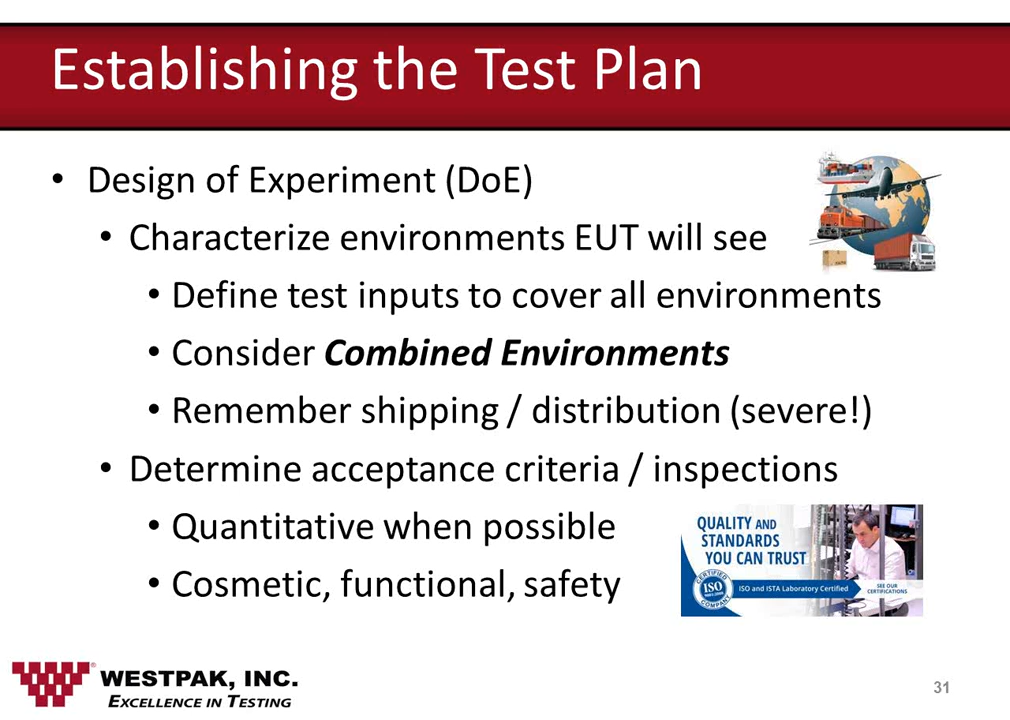 Establishing the Test Plan
• Design of Experiment (DoE)
• Characterize environments EUT will see
• Define test inputs to cover all environments
• Consider Combined Environments
• Remember shipping / distribution (severe!)
• Determine acceptance criteria / inspections
• Quantitative when possible
• Cosmetic, functional, safety
QUALITY AND
STANDARDS
YOU CAN TRUST
CERTIFIED
ISO
COMPANY
ISO and ISTA Laboratory Certified
SEE OUR
CERTIFICATIONS
WESTPAK, INC.
EXCELLENCE IN TESTING
31